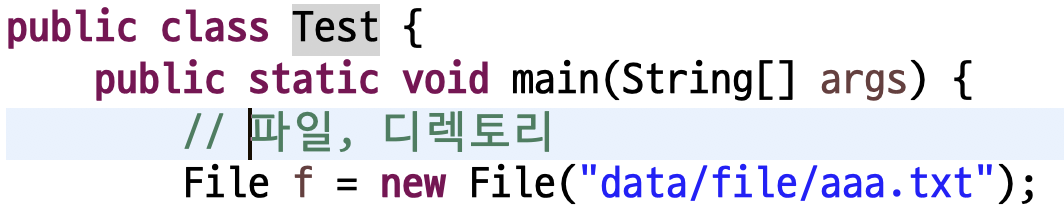 public class Test {
public static void main(String[] args) {
// 파일, 디렉토리
File f = new File("data/file/aaa.txt");